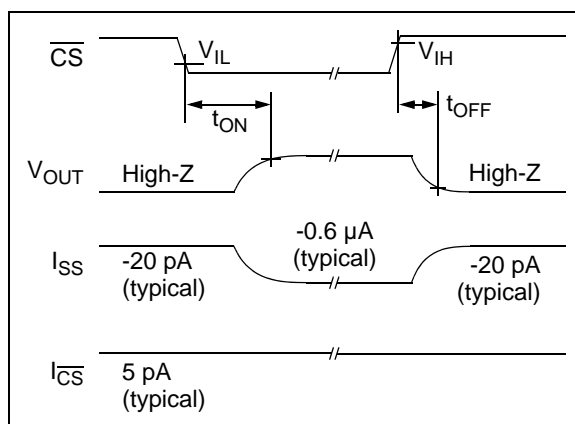 CS
VIL
VIH
tON
tOFF
VOUT
High-Z
High-Z
-0.6 µA
(typical)
ISS
-20 pA
(typical)
-20 pA
(typical)
ICS
5 pA
(typical)